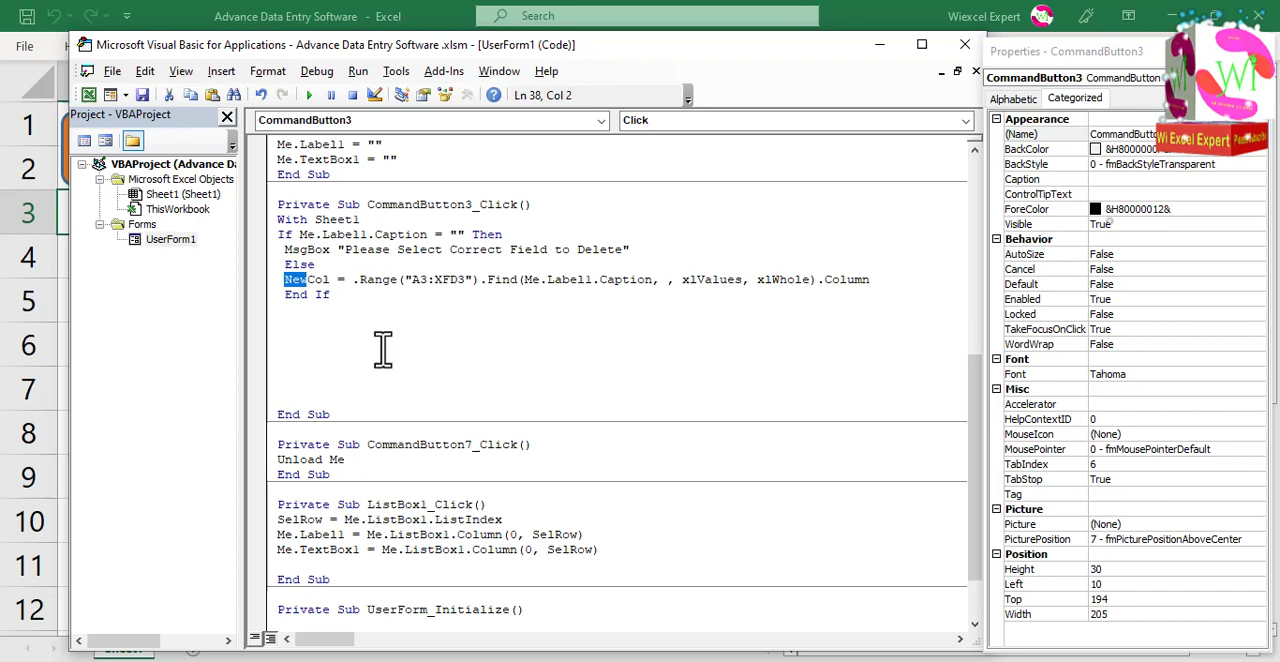 Advance Data Entry Software - Excel
Search
Wiexcel Expert
File
Microsoft Visual Basic for Applications - Advance Data Entry Software .xlsm - [UserForm1 (Code)]
File Edit View Insert Format Debug Run Tools Add-Ins Window Help
Ln 38, Col 2
Project - VBAProject
VBAProject (Advance D
Microsoft Excel Objects
Sheet1 (Sheet1)
ThisWorkbook
Forms
UserForm1
CommandButton3
Click
Me.Label1 = ""
Me.TextBox1 = ""
End Sub
Private Sub CommandButton3_Click()
With Sheet1
If Me.Label1.Caption = "" Then
MsgBox "Please Select Correct Field to Delete"
Else
NewCol = .Range("A3:XFD3").Find(Me.Label1.Caption, , xlValues, xlWhole).Column
End If
End Sub
Private Sub CommandButton7_Click()
Unload Me
End Sub
Private Sub ListBox1_Click()
SelRow = Me.ListBox1.ListIndex
Me.Label1 = Me.ListBox1.Column(0, SelRow)
Me.TextBox1 = Me.ListBox1.Column(0, SelRow)
End Sub
Private Sub UserForm_Initialize()
Properties - CommandButton3
CommandButton3 CommandButton
Alphabetic Categorized
Appearance
(Name) CommandButto
BackColor &H8000000
BackStyle 0 - fmBackStyleTransparent
Caption
ControlTipText
ForeColor &H80000012&
Visible True
Behavior
AutoSize False
Cancel False
Default False
Enabled True
Locked False
TakeFocusOnClick True
WordWrap False
Font
Font Tahoma
Misc
Accelerator
HelpContextID 0
MouseIcon (None)
MousePointer 0 - fmMousePointerDefault
TabIndex 6
TabStop True
Tag
Picture
Picture (None)
PicturePosition 7 - fmPicturePositionAboveCenter
Position
Height 30
Left 10
Top 194
Width 205
Wi
Wi Excel Expert
1
2
3
4
5
6
7
8
9
10
11
12